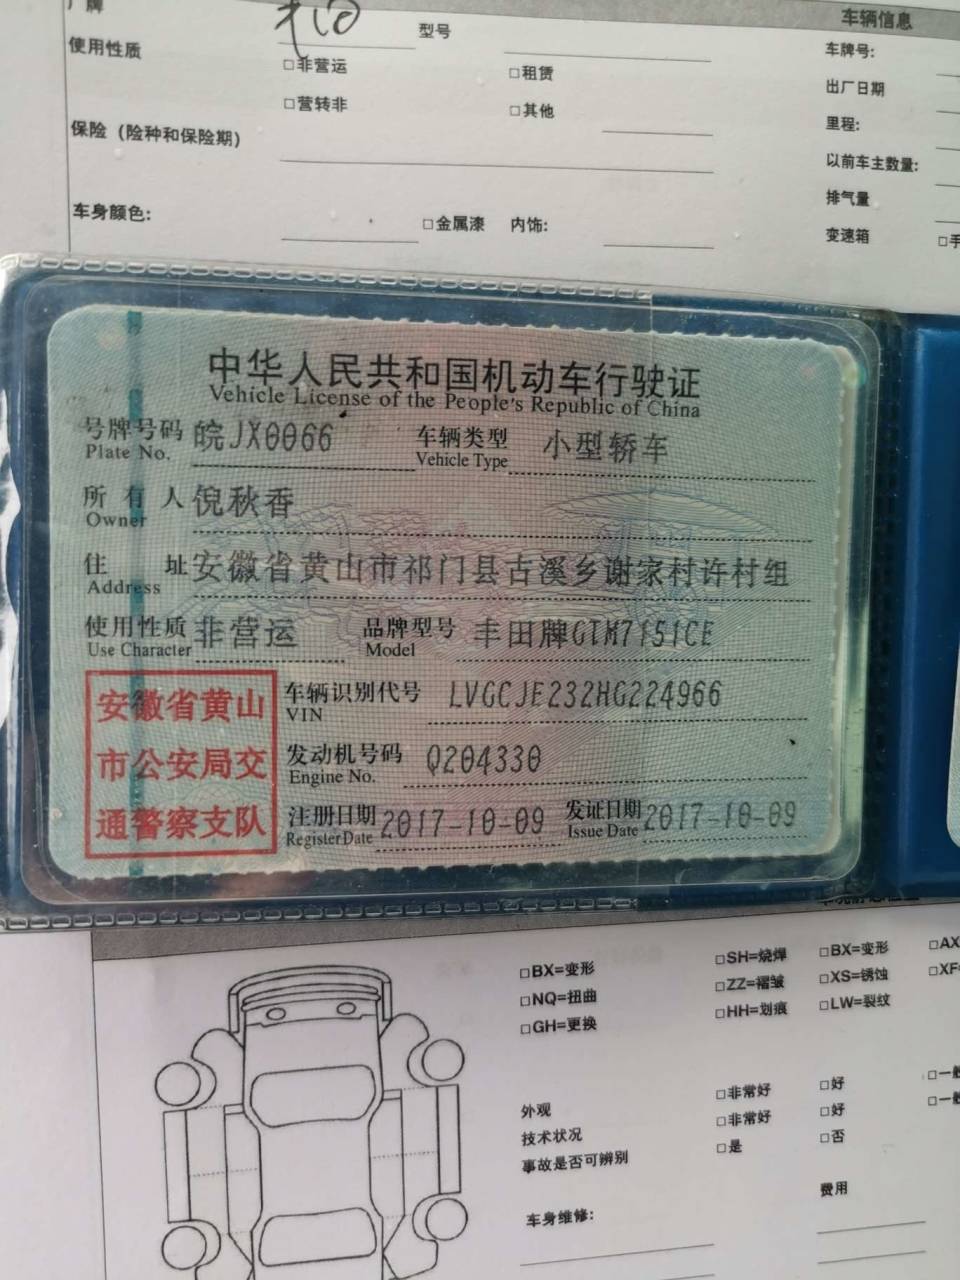 厂牌
型号
车辆信息
使用性质
□非营运
□租赁
车牌号:
□营转非
□其他
出厂日期
保险（险种和保险期）
里程:
以前车主数量:
车身颜色:
□金属漆 内饰:
排气量
变速箱 □手
中华人民共和国机动车行驶证
Vehicle License of the People's Republic of China
号牌号码 皖JX0066 车辆类型 小型轿车
Plate No. Vehicle Type
所有人 倪秋香
Owner
住址 安徽省黄山市祁门县古溪乡谢家村许村组
Address
使用性质 非营运 品牌型号 丰田牌GTM7151CE
Use Character Model
安徽省黄山
市公安局交
通警察支队
车辆识别代号 LVGCJE232HG224966
VIN
发动机号码 Q204330
Engine No.
注册日期 2017-10-09 发证日期 2017-10-09
Register Date Issue Date
□BX=变形 □SH=烧焊 □BX=变形 □AX
□NQ=扭曲 □ZZ=褶皱 □XS=锈蚀 □XF
□GH=更换 □HH=划痕 □LW=裂纹
外观 □非常好 □好 □一般
技术状况 □非常好 □好 □一般
事故是否可辨别 □是 □否
费用
车身维修: